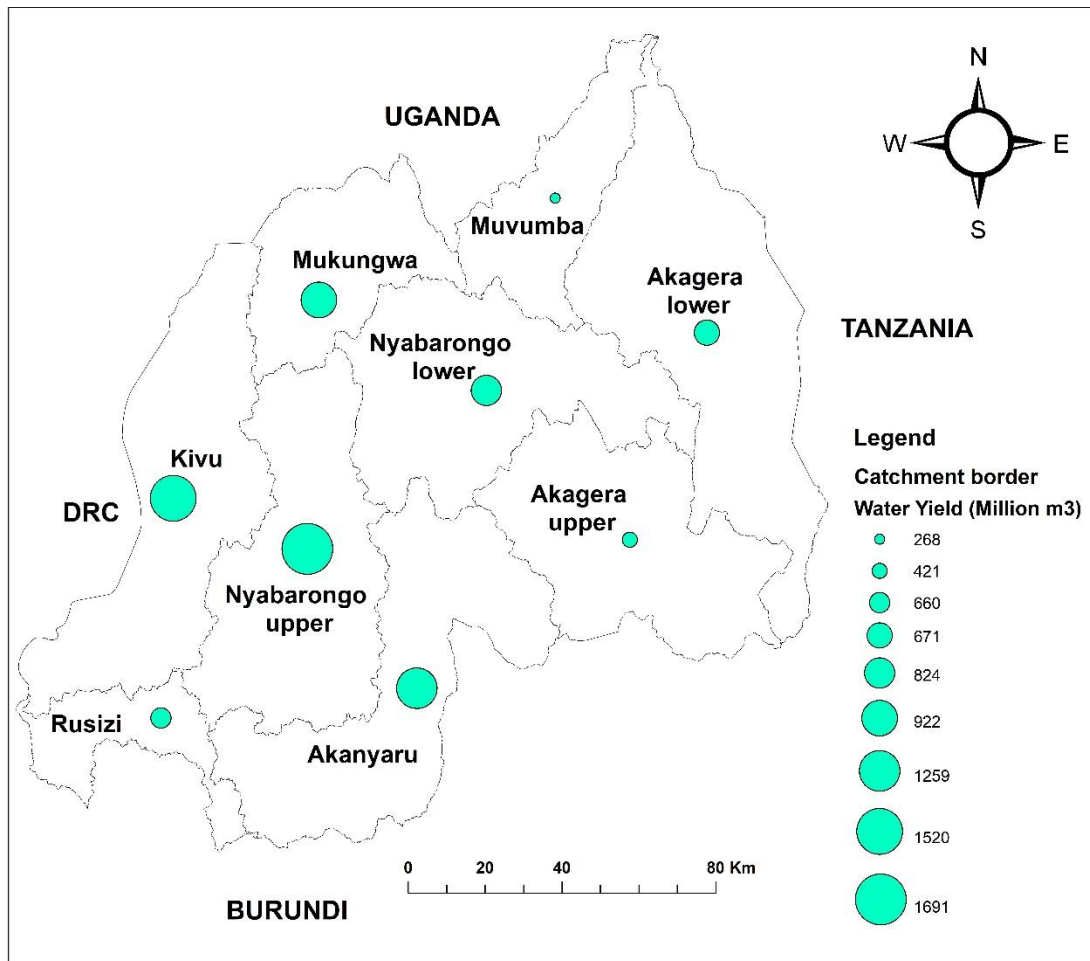 N
W
E
S
UGANDA
Muvumba
Mukungwa
Akagera
lower
TANZANIA
Nyabarongo
lower
Kivu
DRC
Akagera
upper
Nyabarongo
upper
Rusizi
Akanyaru
BURUNDI
0 20 40 80 Km
Legend
Catchment border
Water Yield (Million m3)
268
421
660
671
824
922
1259
1520
1691